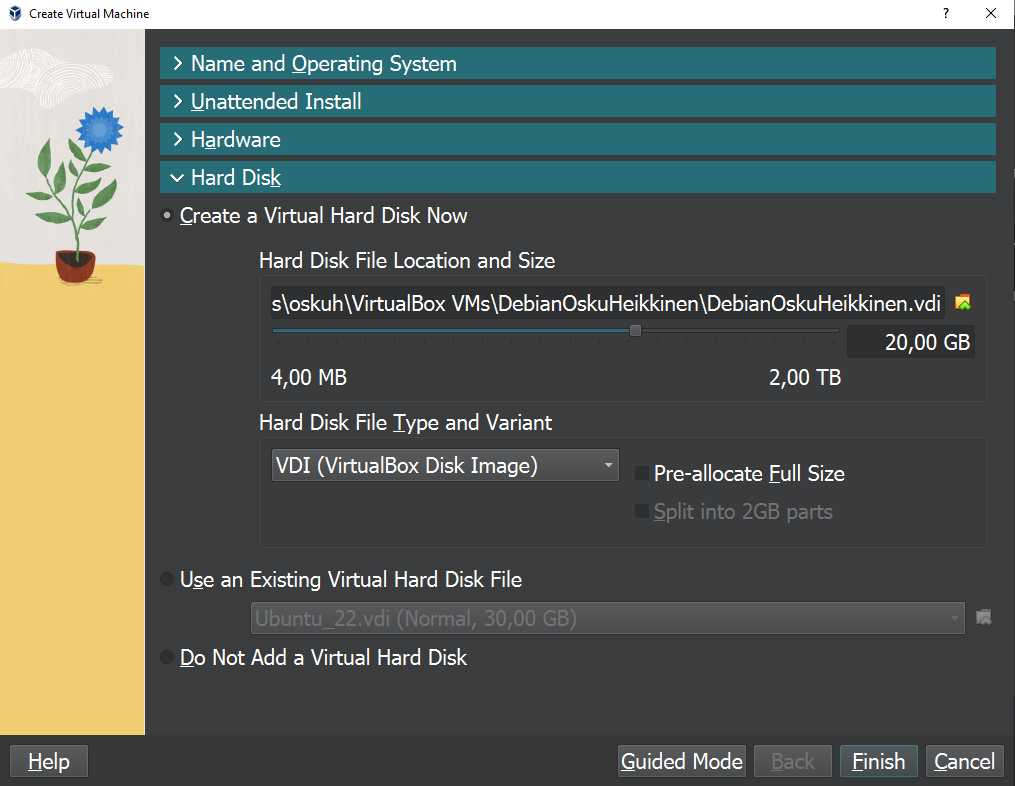 Create Virtual Machine
?
Name and Operating System
Unattended Install
Hardware
Hard Disk
Create a Virtual Hard Disk Now
Hard Disk File Location and Size
s\oskuh\VirtualBox VMs\DebianOskuHeikkinen\DebianOskuHeikkinen.vdi
20,00 GB
4,00 MB 2,00 TB
Hard Disk File Type and Variant
VDI (VirtualBox Disk Image)
Pre-allocate Full Size
Split into 2GB parts
Use an Existing Virtual Hard Disk File
Ubuntu_22.vdi (Normal, 30,00 GB)
Do Not Add a Virtual Hard Disk
Help Guided Mode Back Finish Cancel